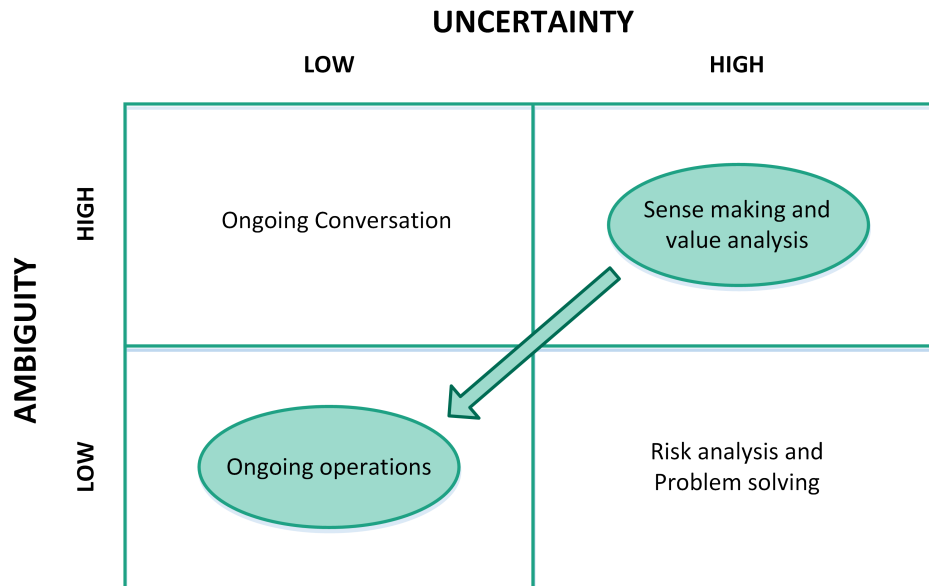 UNCERTAINTY
LOW
HIGH
AMBIGUITY
HIGH
Ongoing Conversation
Sense making and
value analysis
LOW
Ongoing operations
Risk analysis and
Problem solving